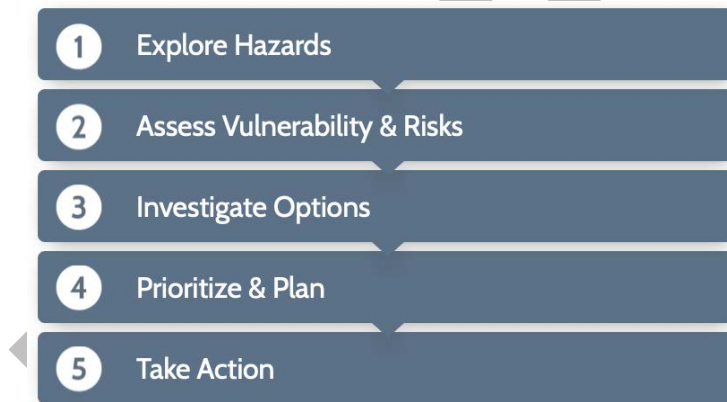 1 Explore Hazards
2 Assess Vulnerability & Risks
3 Investigate Options
4 Prioritize & Plan
5 Take Action